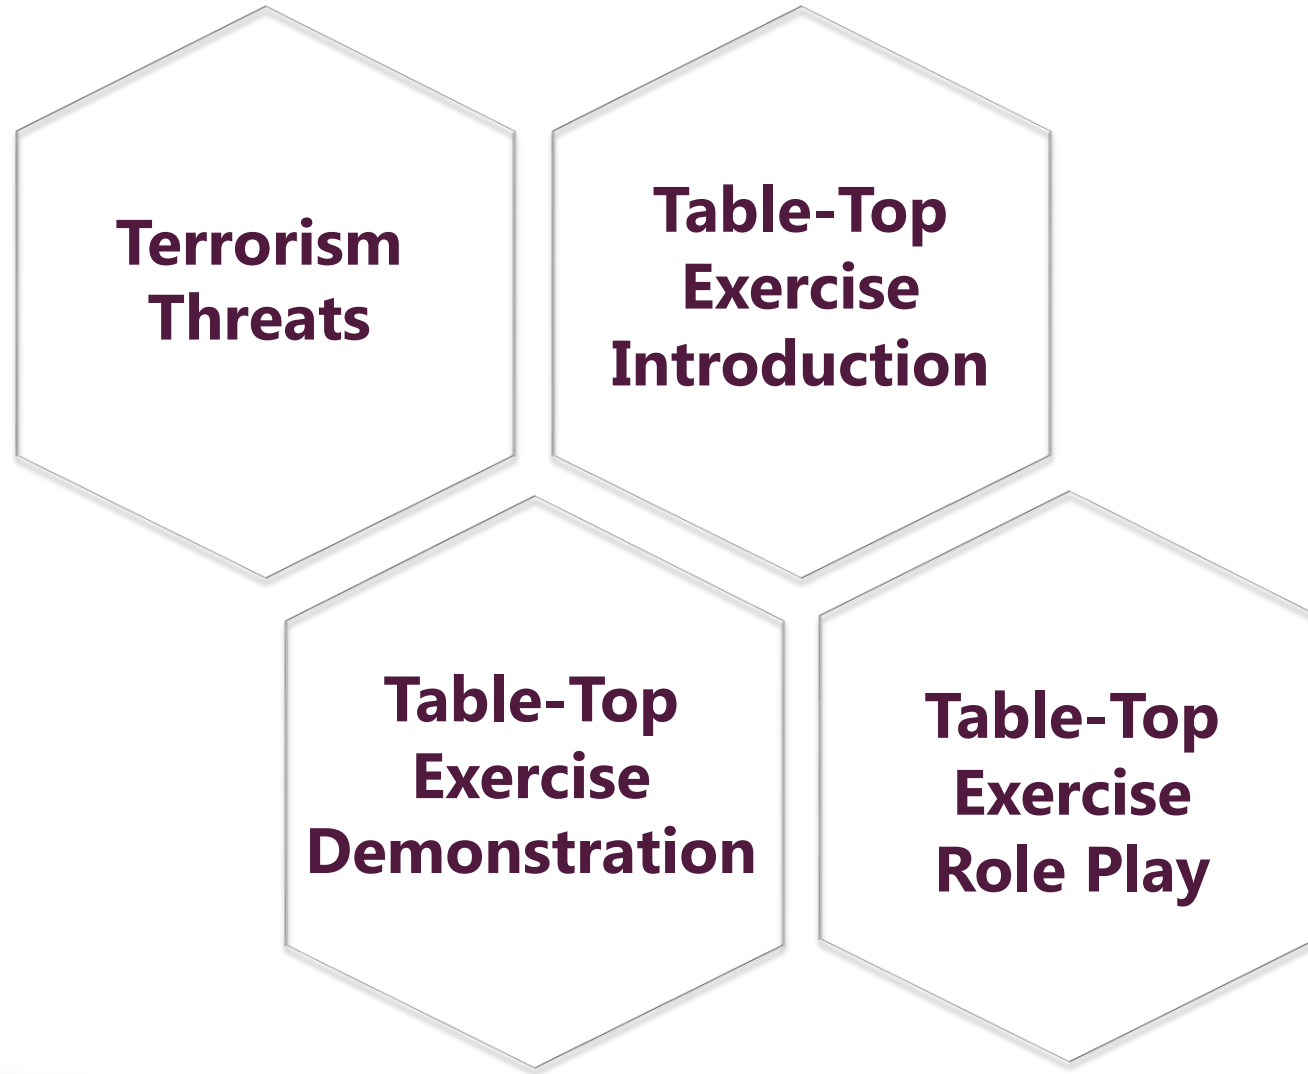 Terrorism
Threats
Table-Top
Exercise
Introduction
Table-Top
Exercise
Demonstration
Table-Top
Exercise
Role Play